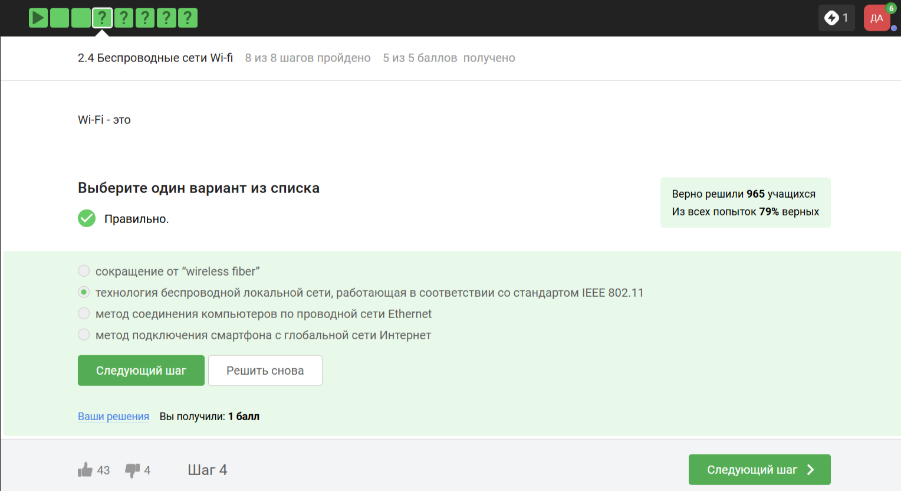 ? ? ? ? ?
1
ДА
6
2.4 Беспроводные сети Wi-fi 8 из 8 шагов пройдено 5 из 5 баллов получено
Wi-Fi - это
Выберите один вариант из списка
Правильно.
Верно решили 965 учащихся
Из всех попыток 79% верных
сокращение от “wireless fiber”
технология беспроводной локальной сети, работающая в соответствии со стандартом IEEE 802.11
метод соединения компьютеров по проводной сети Ethernet
метод подключения смартфона с глобальной сети Интернет
Следующий шаг Решить снова
Ваши решения Вы получили: 1 балл
43 4 Шаг 4 Следующий шаг